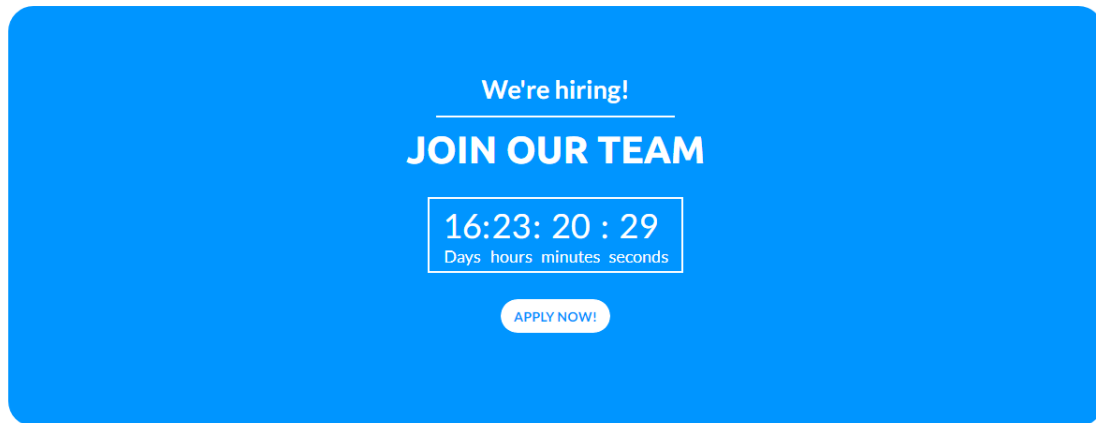 We're hiring!
JOIN OUR TEAM
16:23: 20 : 29
Days hours minutes seconds
APPLY NOW!